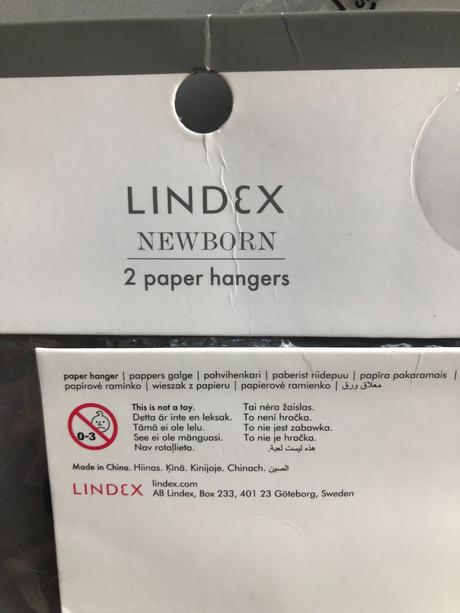 LINDEX
NEWBORN
2 paper hangers
paper hanger | pappers galge | pahvihenkari | paberist riidepuu | papīra pakaramais |
papírové ramínko | wieszak z papieru | papierové ramienko | معلاق ورق
0-3
This is not a toy.
Detta är inte en leksak.
Tämä ei ole lelu.
See ei ole mänguasi.
Nav rotaļlieta.
Tai nėra žaislas.
To není hračka.
To nie jest zabawka.
To nie je hračka.
هذه ليست لعبة.
Made in China. Hiinas. Ķīnā. Kinijoje. Chinach. الصين
LINDEX
lindex.com
AB Lindex, Box 233, 401 23 Göteborg, Sweden